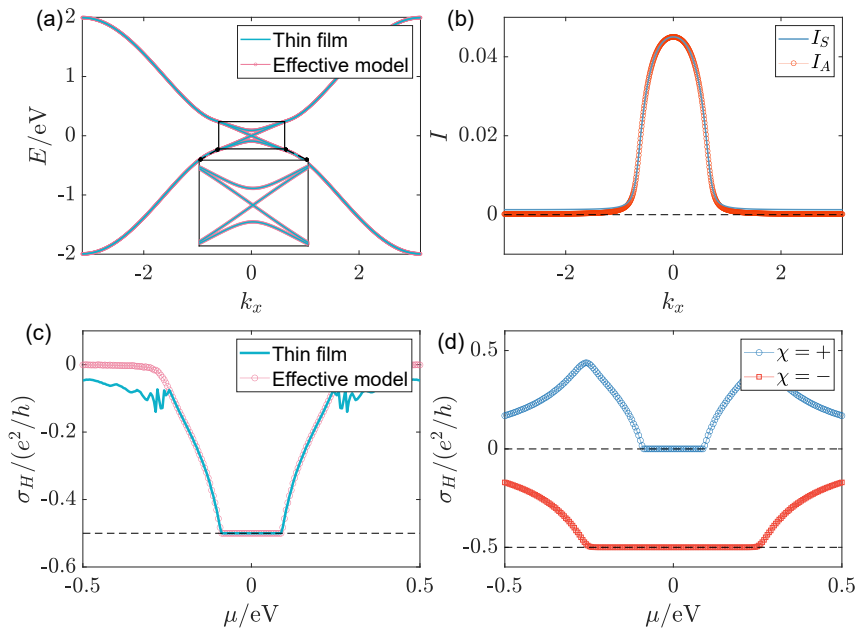 (a)
Thin film
Effective model
E/eV
2
1
0
-1
-2
-2
0
2
k_x
(b)
I_S
I_A
I
0.04
0.02
0
-2
0
2
k_x
(c)
Thin film
Effective model
σ_H/(e²/h)
0
-0.2
-0.4
-0.6
-0.5
0
0.5
μ/eV
(d)
χ = +
χ = −
σ_H/(e²/h)
0.5
0
-0.5
-0.5
0
0.5
μ/eV